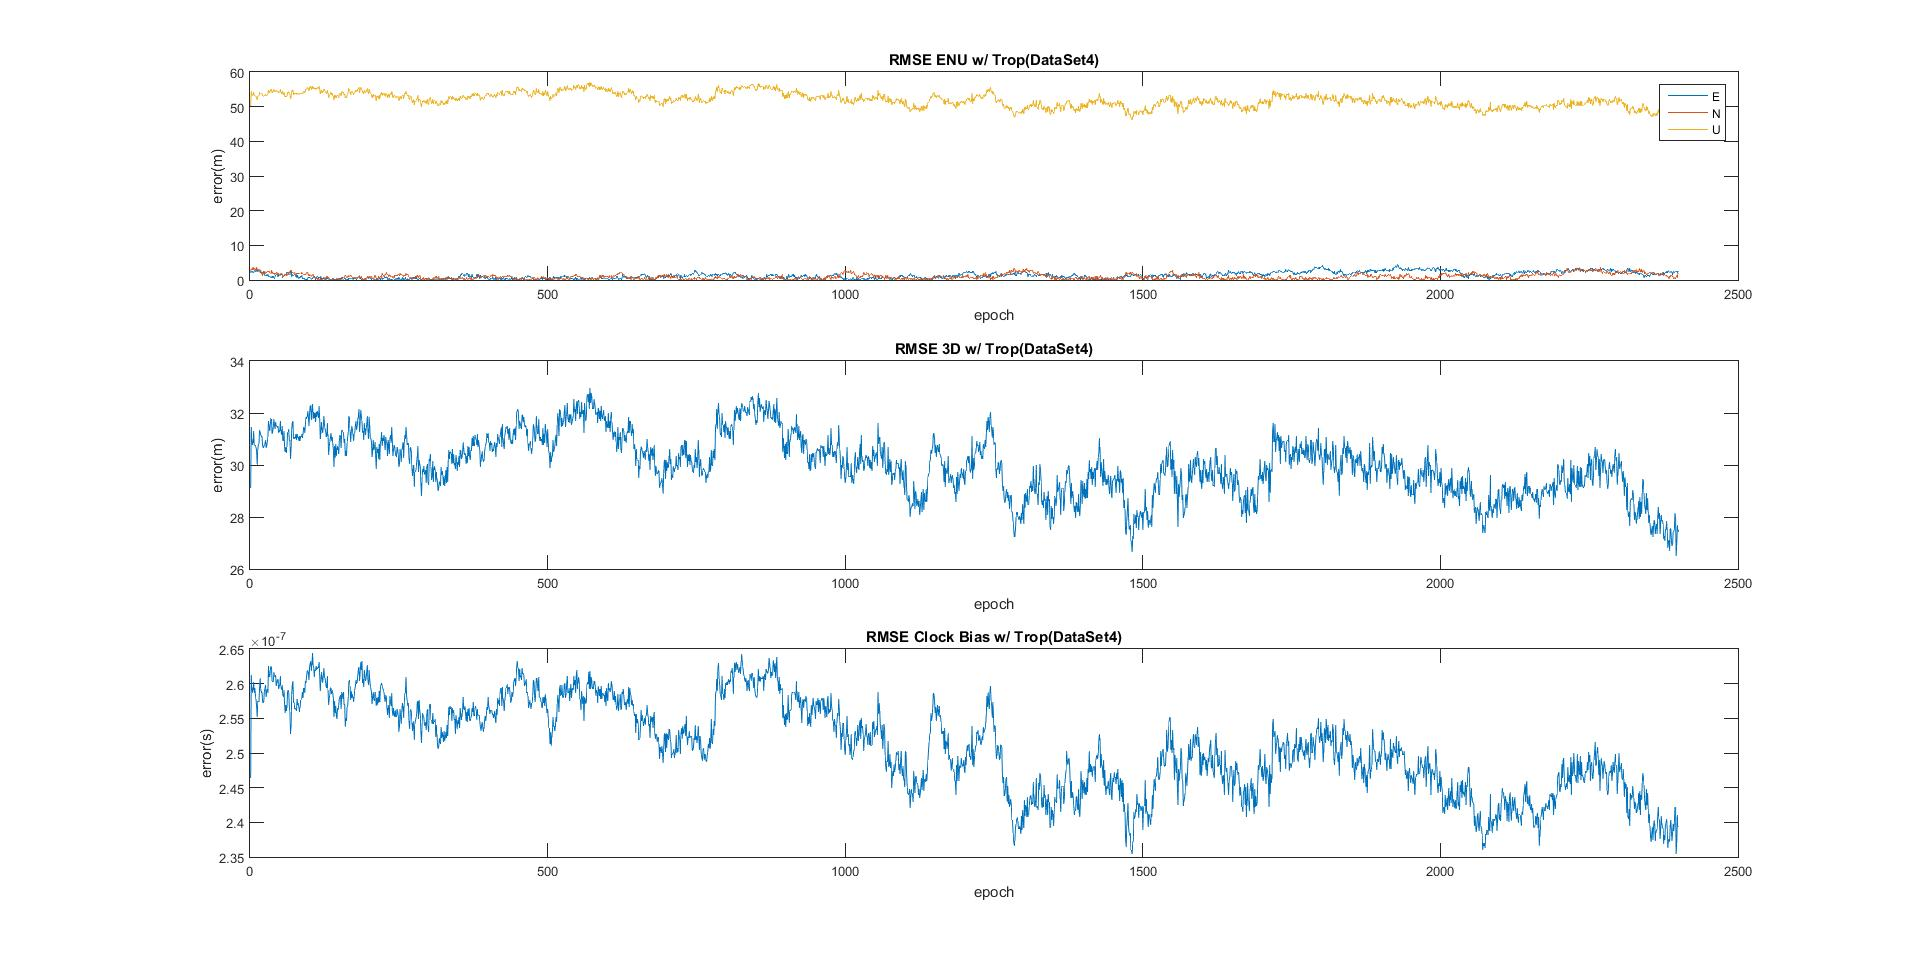 RMSE ENU w/ Trop(DataSet4)
60
50
40
30
20
10
0
error(m)
E
N
U
0 500 1000 1500 2000 2500
epoch
RMSE 3D w/ Trop(DataSet4)
34
32
30
28
26
error(m)
0 500 1000 1500 2000 2500
epoch
RMSE Clock Bias w/ Trop(DataSet4)
×10-7
2.65
2.6
2.55
2.5
2.45
2.4
2.35
error(s)
0 500 1000 1500 2000 2500
epoch